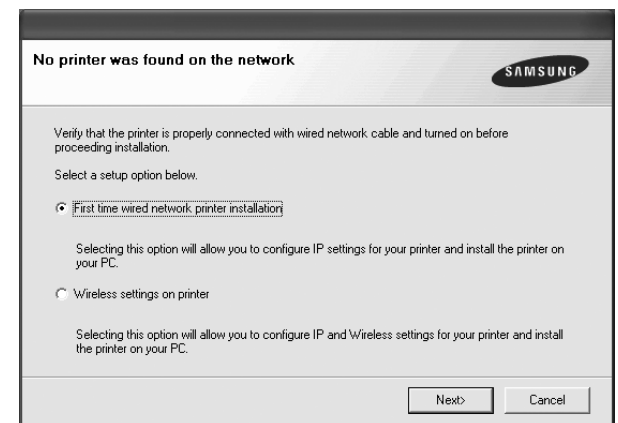 No printer was found on the network
SAMSUNG
Verify that the printer is properly connected with wired network cable and turned on before
proceeding installation.
Select a setup option below.
First time wired network printer installation
Selecting this option will allow you to configure IP settings for your printer and install the printer on
your PC.
Wireless settings on printer
Selecting this option will allow you to configure IP and Wireless settings for your printer and install
the printer on your PC.
Next>
Cancel